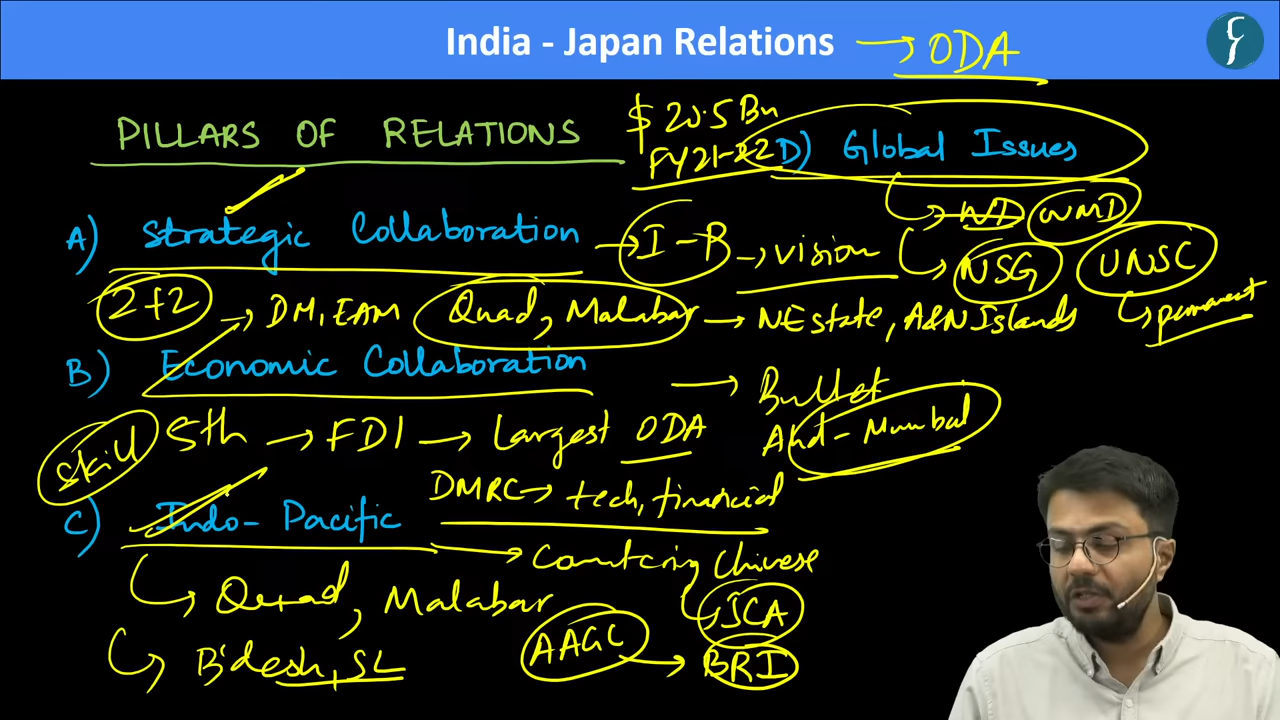 India - Japan Relations → ODA
PILLARS OF RELATIONS
$ 20.5 Bn
FY21-22
D) Global Issues
WMD
NSG
UNSC
permanent
A) Strategic Collaboration → I - B → vision
2+2 → DM, EAM Quad, Malabar → NE state, A&N Islands
B) Economic Collaboration
→ Bullet
Ahd - Mumbai
Skill 5th → FDI → Largest ODA
DMRC → tech, financial
C) Indo - Pacific
→ Countering Chinese
Quad, Malabar
JCA
B'desh, SL
AAGC → BRI